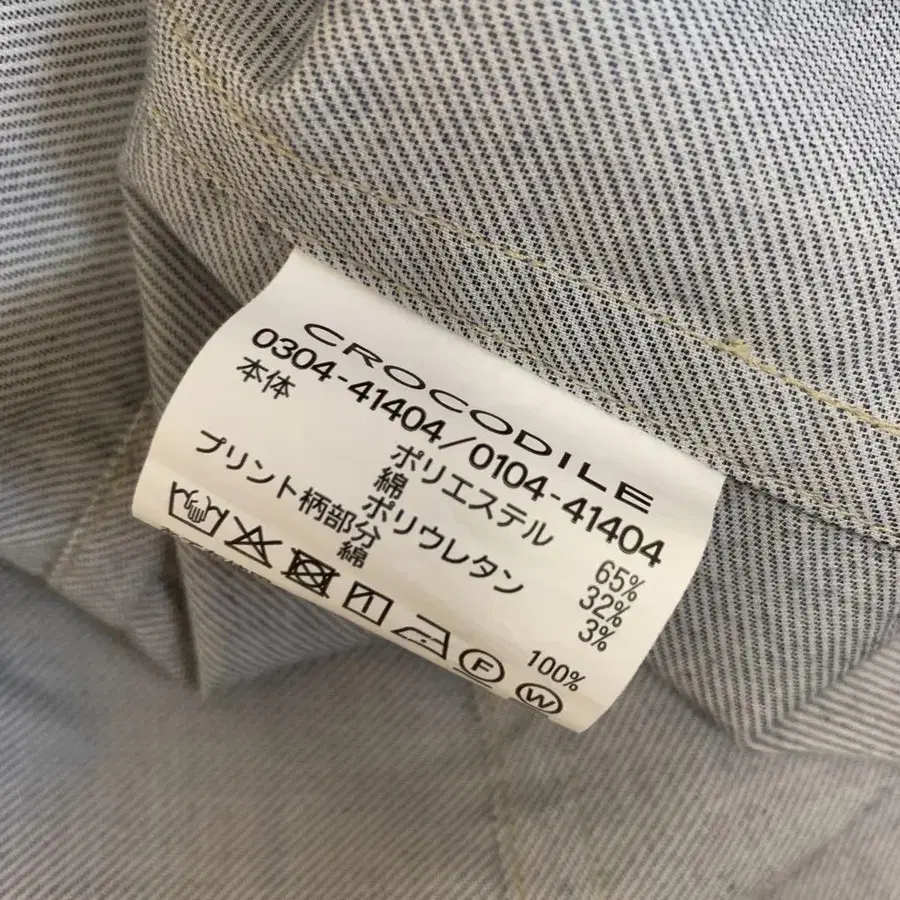 CROCODILE
0304-41404/0104-41404
本体
ポリエステル 65%
綿 32%
ポリウレタン 3%
プリント柄部分
綿 100%
F W